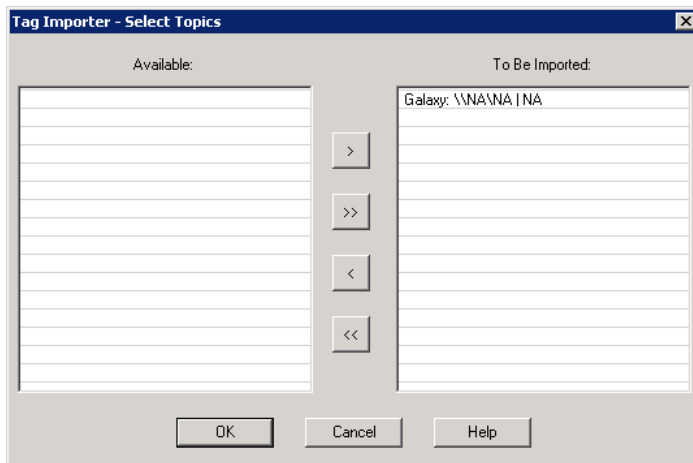 Tag Importer - Select Topics
Available:
To Be Imported:
Galaxy: \\NA\NA | NA
>
>>
<
<<
OK
Cancel
Help